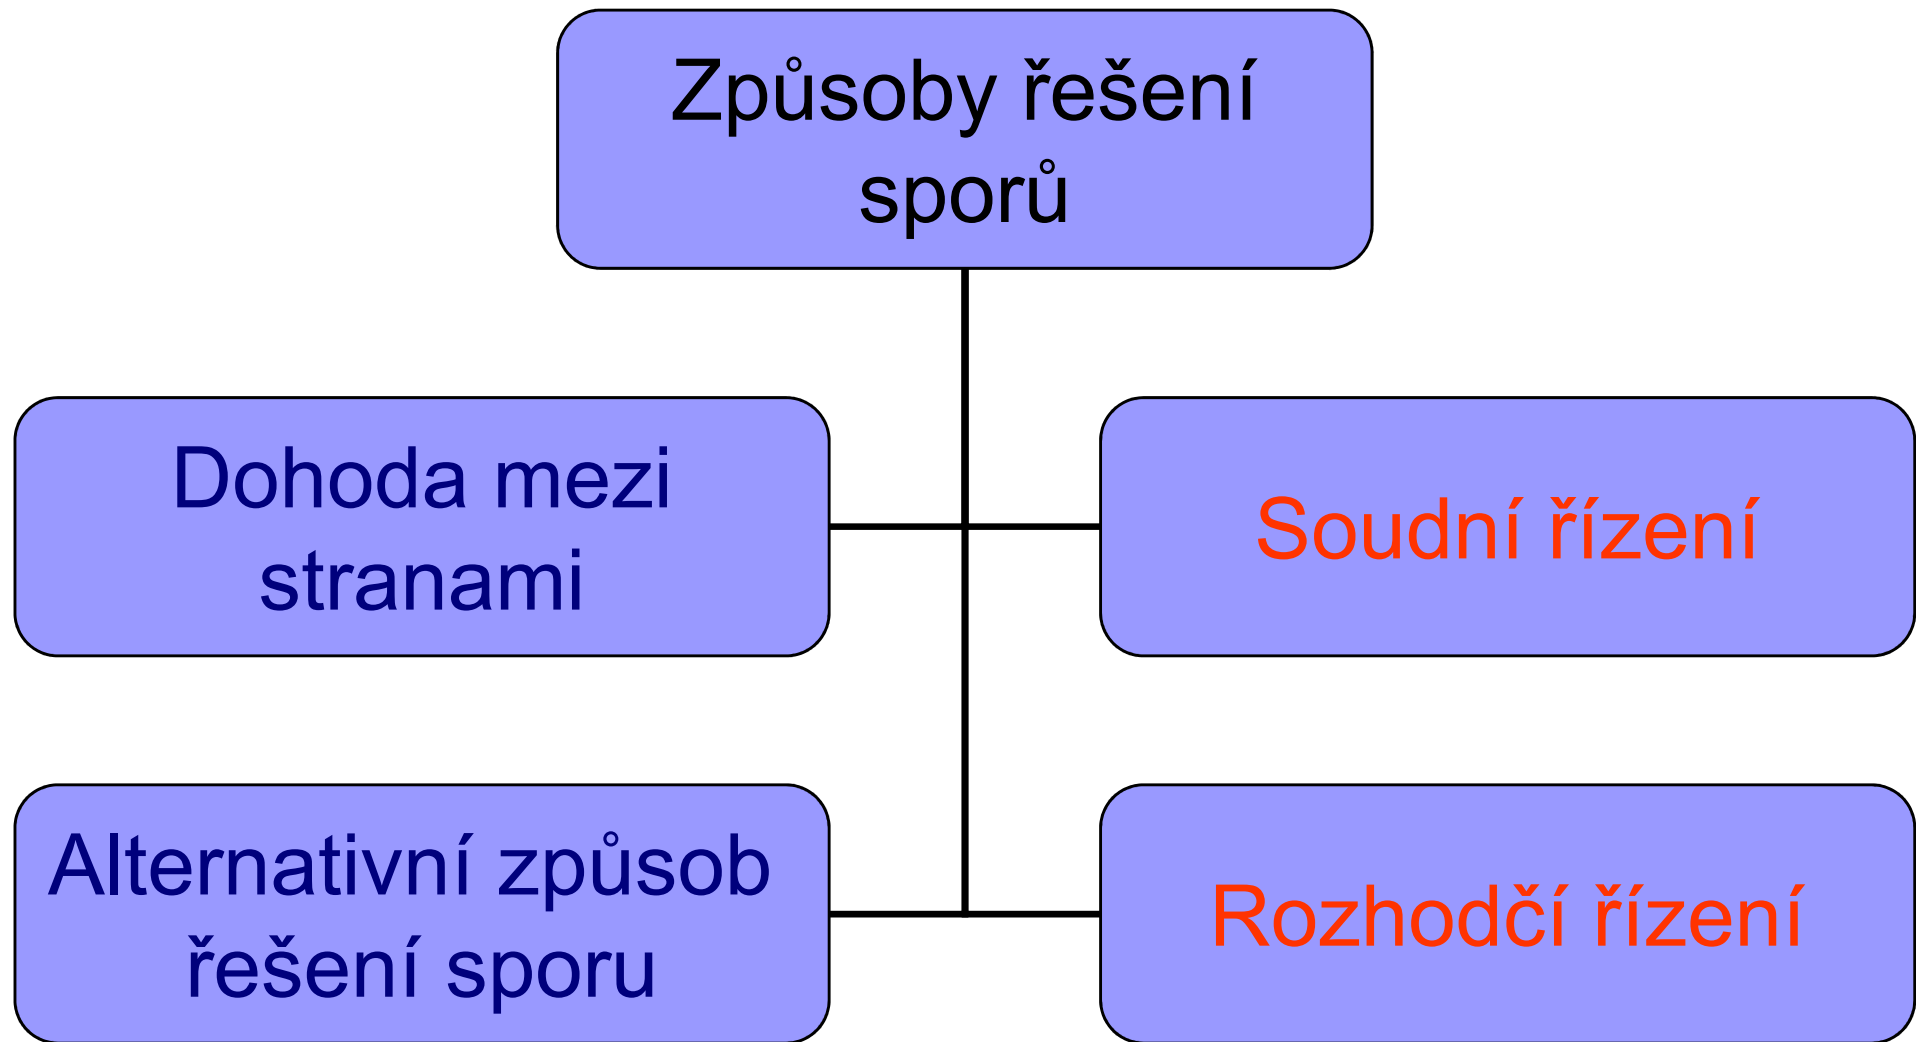 Způsoby řešení
sporů
Dohoda mezi
stranami
Soudní řízení
Alternativní způsob
řešení sporu
Rozhodčí řízení